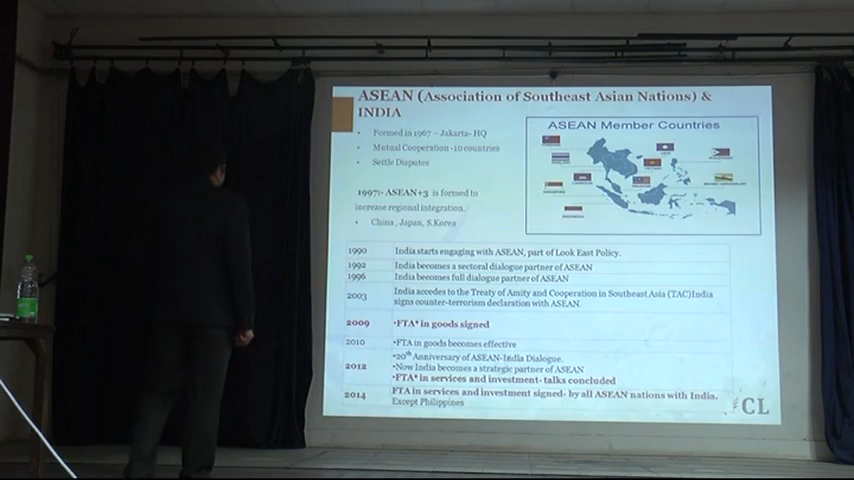 ASEAN (Association of Southeast Asian Nations) &
INDIA
• Formed in 1967 – Jakarta- HQ
• Mutual Cooperation -10 countries
• Settle Disputes
1997:- ASEAN+3 is formed to
increase regional integration.
• China , Japan, S.Korea
ASEAN Member Countries
1990 India starts engaging with ASEAN, part of Look East Policy.
1992 India becomes a sectoral dialogue partner of ASEAN
1996 India becomes full dialogue partner of ASEAN
2003 India accedes to the Treaty of Amity and Cooperation in Southeast Asia (TAC)India
signs counter-terrorism declaration with ASEAN.
2009 •FTA* in goods signed
2010 •FTA in goods becomes effective
2012 •20th Anniversary of ASEAN-India Dialogue.
•Now India becomes a strategic partner of ASEAN
•FTA* in services and investment- talks concluded
2014 FTA in services and investment signed- by all ASEAN nations with India.
Except Philippines
CL